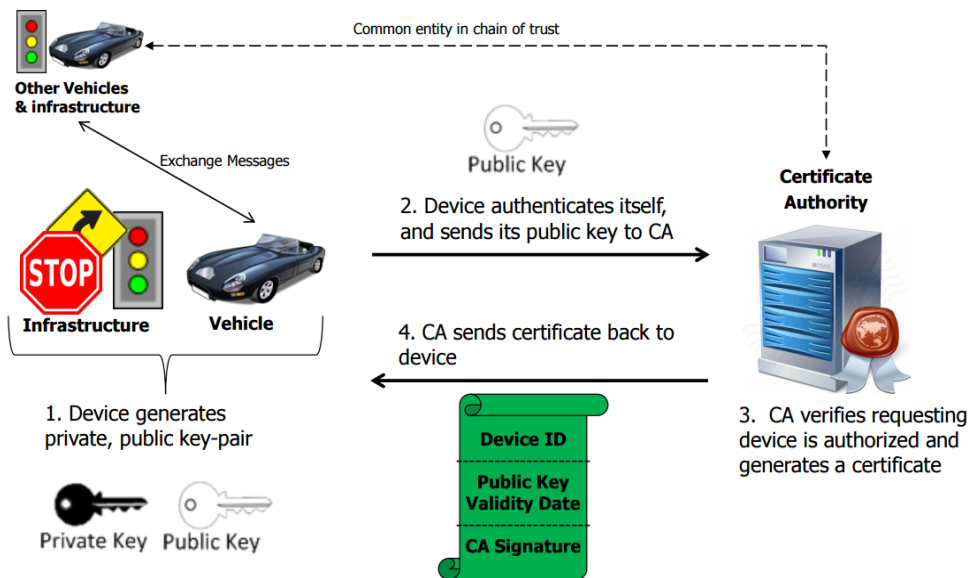 Common entity in chain of trust
Other Vehicles
& infrastructure
Exchange Messages
Public Key
Certificate
Authority
2. Device authenticates itself,
and sends its public key to CA
STOP
Infrastructure
Vehicle
4. CA sends certificate back to
device
1. Device generates
private, public key-pair
Private Key
Public Key
Device ID
Public Key
Validity Date
CA Signature
3. CA verifies requesting
device is authorized and
generates a certificate